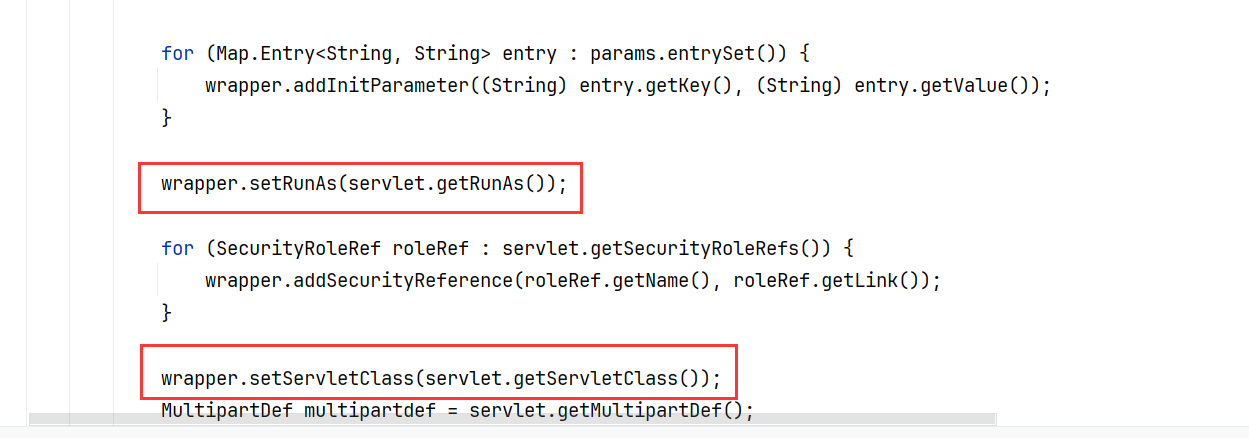 for (Map.Entry<String, String> entry : params.entrySet()) {
wrapper.addInitParameter((String) entry.getKey(), (String) entry.getValue());
}
wrapper.setRunAs(servlet.getRunAs());
for (SecurityRoleRef roleRef : servlet.getSecurityRoleRefs()) {
wrapper.addSecurityReference(roleRef.getName(), roleRef.getLink());
}
wrapper.setServletClass(servlet.getServletClass());
MultipartDef multipartdef = servlet.getMultipartDef();